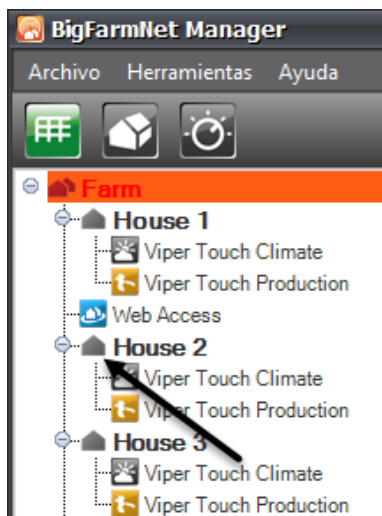 BigFarmNet Manager
Archivo Herramientas Ayuda
Farm
House 1
Viper Touch Climate
Viper Touch Production
Web Access
House 2
Viper Touch Climate
Viper Touch Production
House 3
Viper Touch Climate
Viper Touch Production